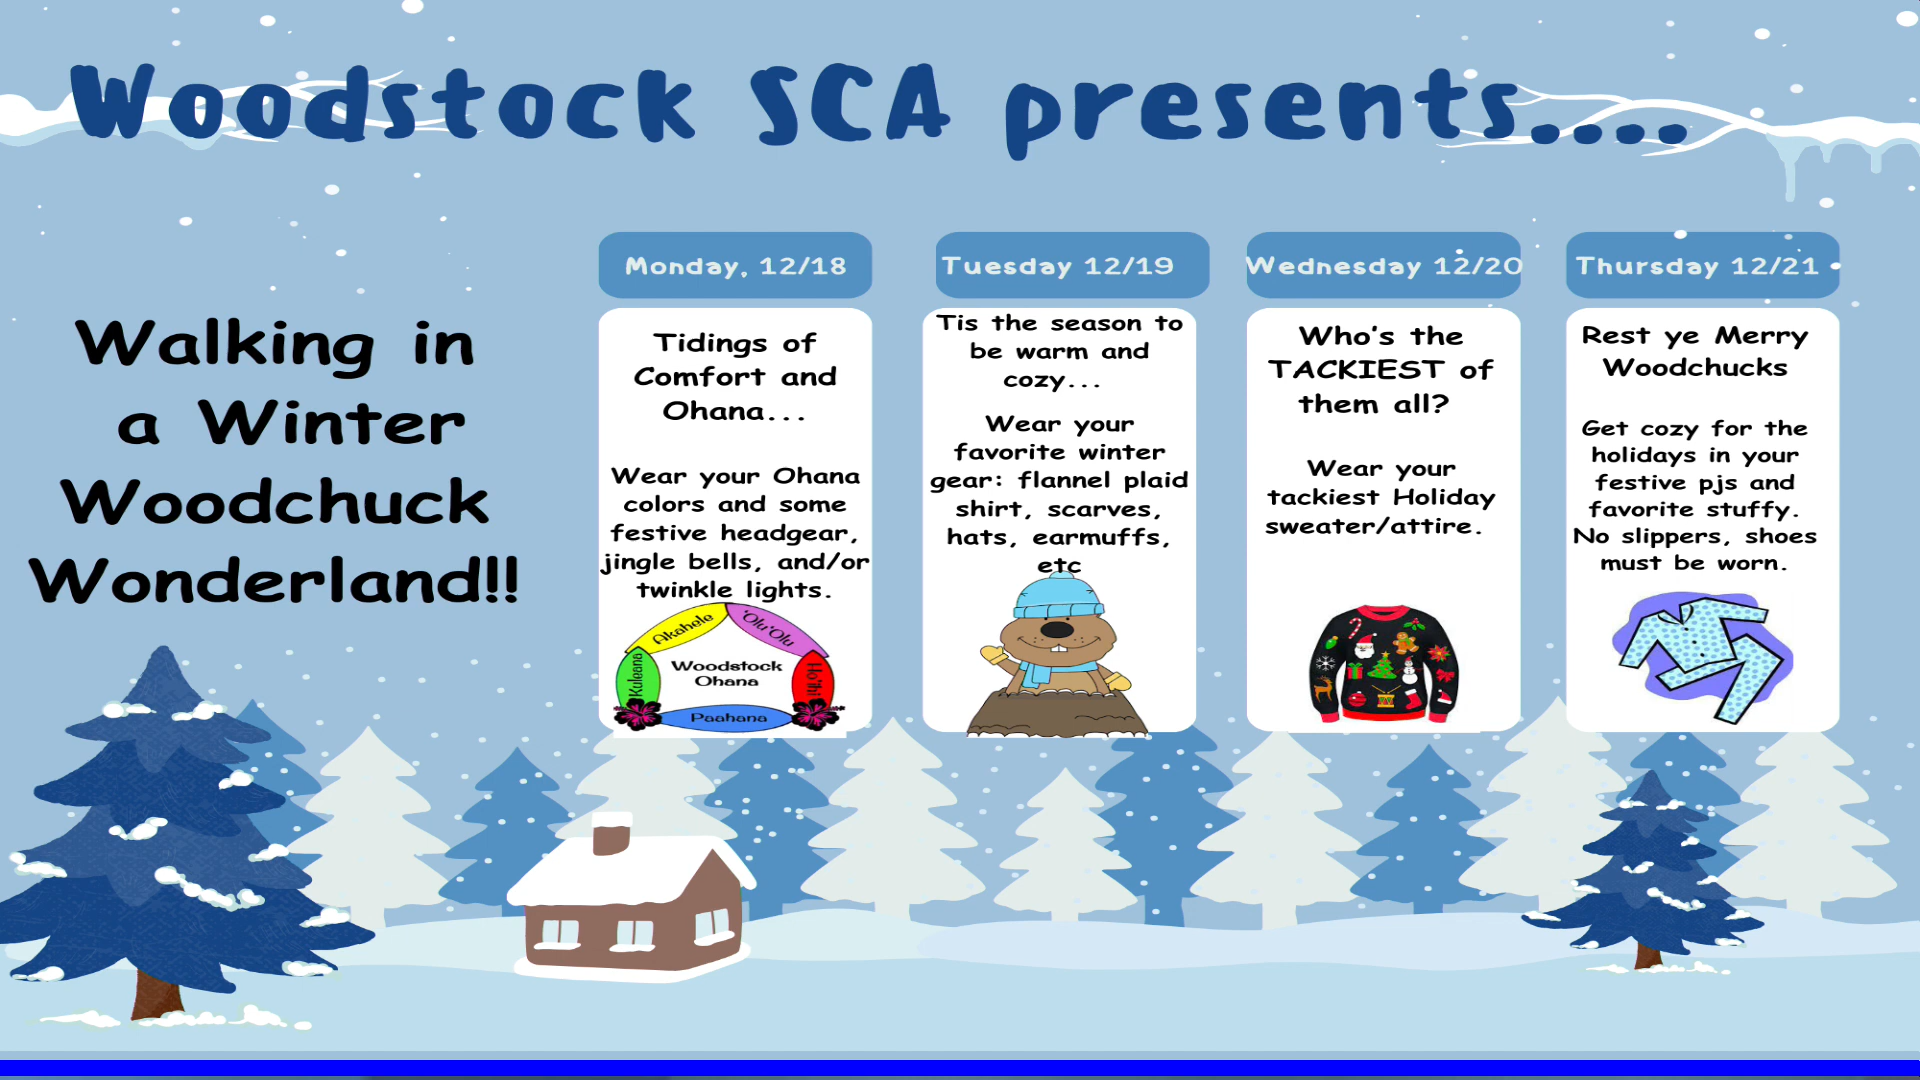 Woodstock SCA presents....
Walking in
a Winter
Woodchuck
Wonderland!!
Monday, 12/18
Tidings of
Comfort and
Ohana...
Wear your Ohana
colors and some
festive headgear,
jingle bells, and/or
twinkle lights.
Akahele
'Olu'Olu
Kuleana
Woodstock
Ohana
Ho'ihi
Paahana
Tuesday 12/19
Tis the season to
be warm and
cozy...
Wear your
favorite winter
gear: flannel plaid
shirt, scarves,
hats, earmuffs,
etc
Wednesday 12/20
Who's the
TACKIEST of
them all?
Wear your
tackiest Holiday
sweater/attire.
Thursday 12/21
Rest ye Merry
Woodchucks
Get cozy for the
holidays in your
festive pjs and
favorite stuffy.
No slippers, shoes
must be worn.